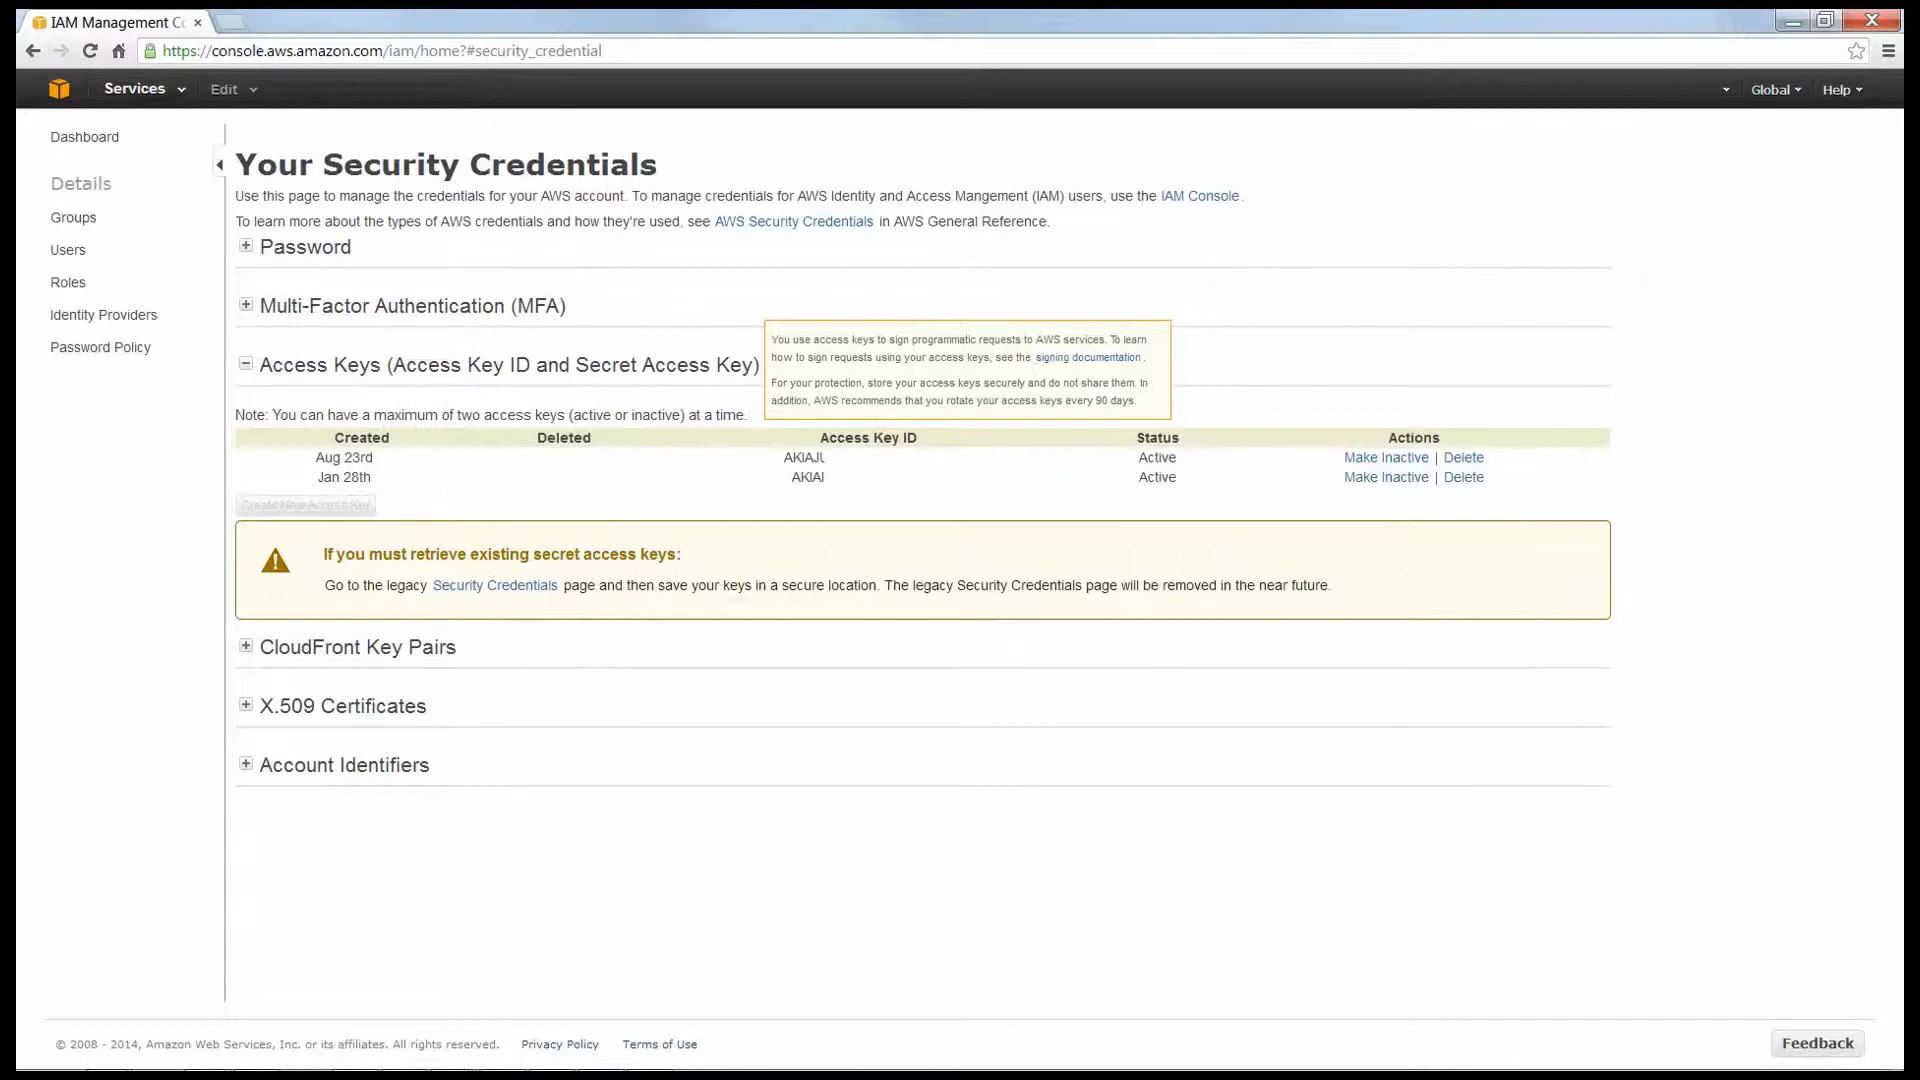 IAM Management Co
https://console.aws.amazon.com/iam/home?#security_credential
Services Edit Global Help
Dashboard
Details
Groups
Users
Roles
Identity Providers
Password Policy
Your Security Credentials
Use this page to manage the credentials for your AWS account. To manage credentials for AWS Identity and Access Mangement (IAM) users, use the IAM Console.
To learn more about the types of AWS credentials and how they're used, see AWS Security Credentials in AWS General Reference.
Password
Multi-Factor Authentication (MFA)
Access Keys (Access Key ID and Secret Access Key)
You use access keys to sign programmatic requests to AWS services. To learn
how to sign requests using your access keys, see the signing documentation.
For your protection, store your access keys securely and do not share them. In
addition, AWS recommends that you rotate your access keys every 90 days.
Note: You can have a maximum of two access keys (active or inactive) at a time.
Created Deleted Access Key ID Status Actions
Aug 23rd AKIAJU Active Make Inactive | Delete
Jan 28th AKIAI Active Make Inactive | Delete
Create New Access Key
If you must retrieve existing secret access keys:
Go to the legacy Security Credentials page and then save your keys in a secure location. The legacy Security Credentials page will be removed in the near future.
CloudFront Key Pairs
X.509 Certificates
Account Identifiers
© 2008 - 2014, Amazon Web Services, Inc. or its affiliates. All rights reserved. Privacy Policy Terms of Use
Feedback